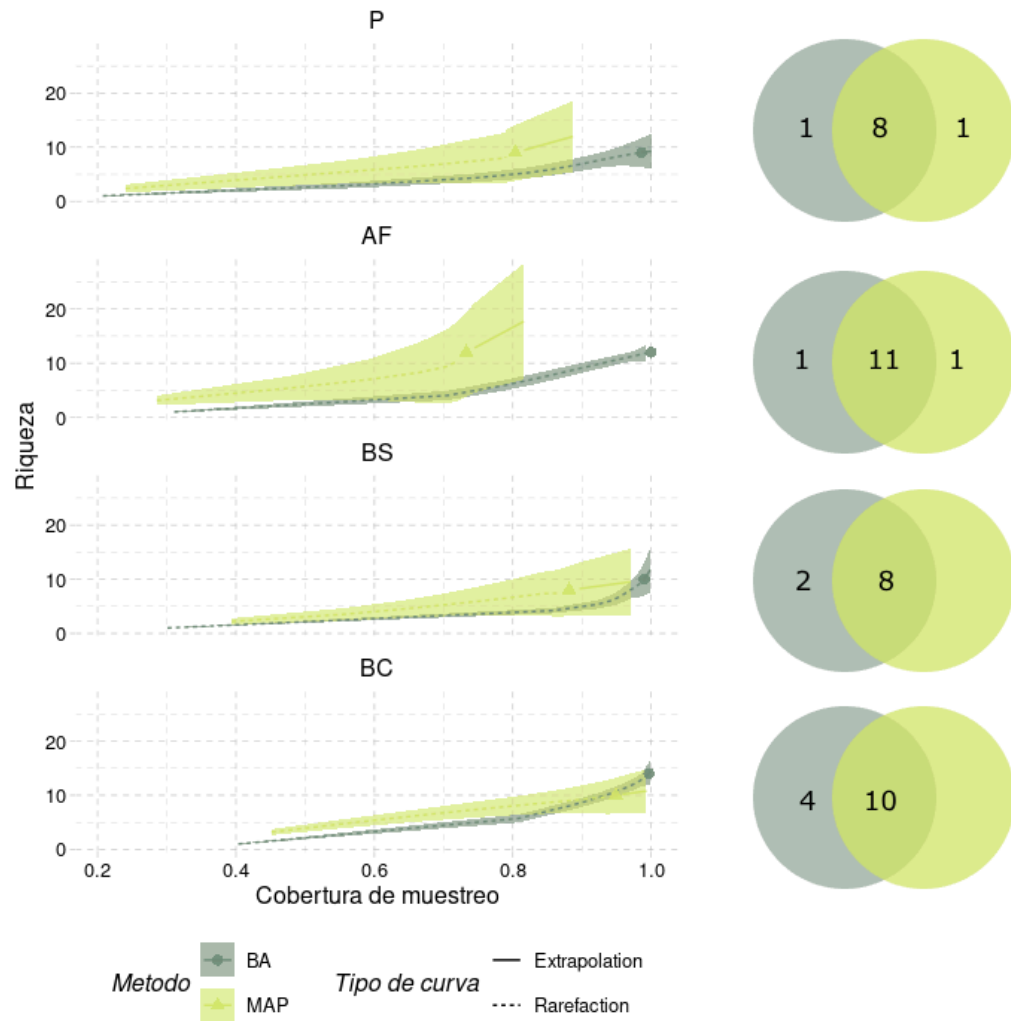 P
20
10
0
1 8 1
AF
20
10
0
1 11 1
Riqueza
BS
20
10
0
2 8
BC
20
10
0
4 10
0.2 0.4 0.6 0.8 1.0
Cobertura de muestreo
Metodo
BA
MAP
Tipo de curva
Extrapolation
Rarefaction